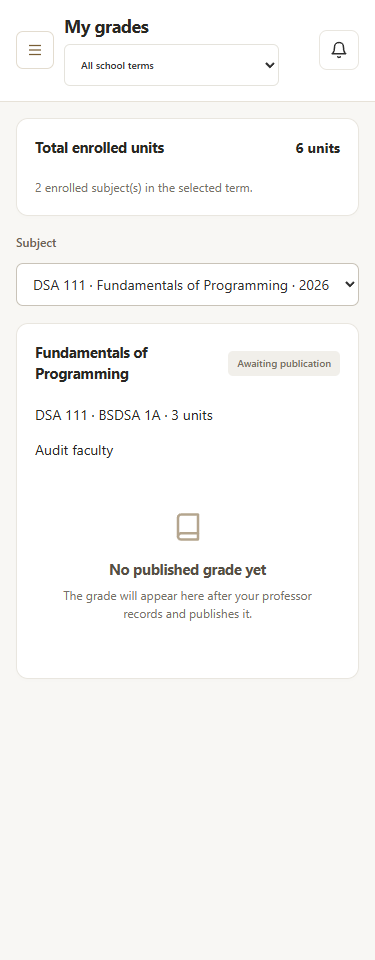 My grades
All school terms
Total enrolled units
6 units
2 enrolled subject(s) in the selected term.
Subject
DSA 111 · Fundamentals of Programming · 2026
Fundamentals of
Programming
Awaiting publication
DSA 111 · BSDSA 1A · 3 units
Audit faculty
No published grade yet
The grade will appear here after your professor
records and publishes it.